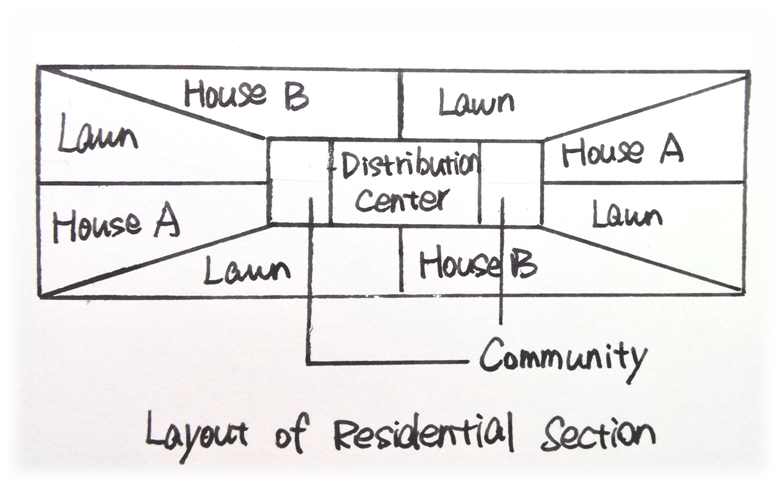 House B
Lawn
Lawn
Distribution
Center
House A
House A
Lawn
Lawn
House B
Community
Layout of Residential Section